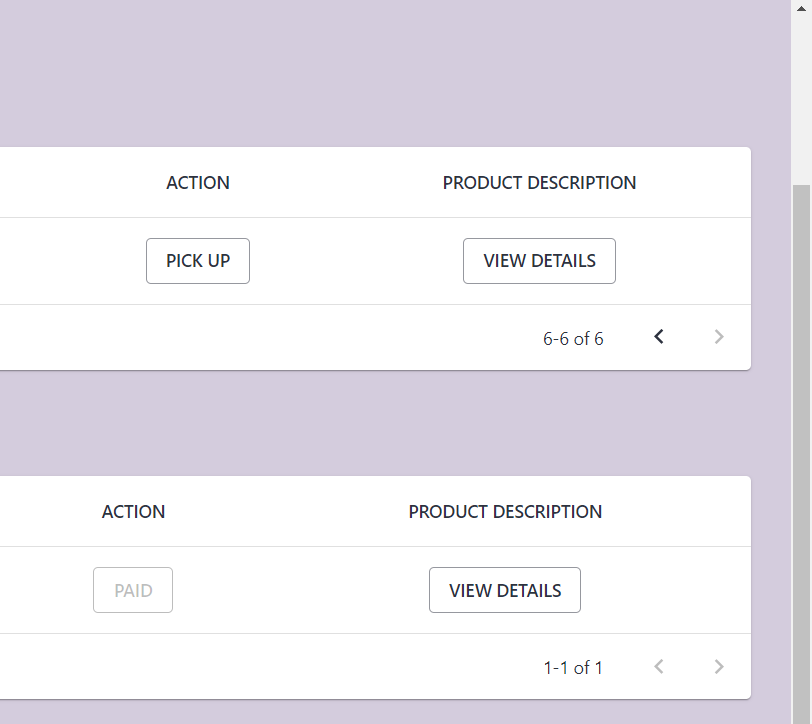 ACTION PRODUCT DESCRIPTION
PICK UP VIEW DETAILS
6-6 of 6
ACTION PRODUCT DESCRIPTION
PAID VIEW DETAILS
1-1 of 1